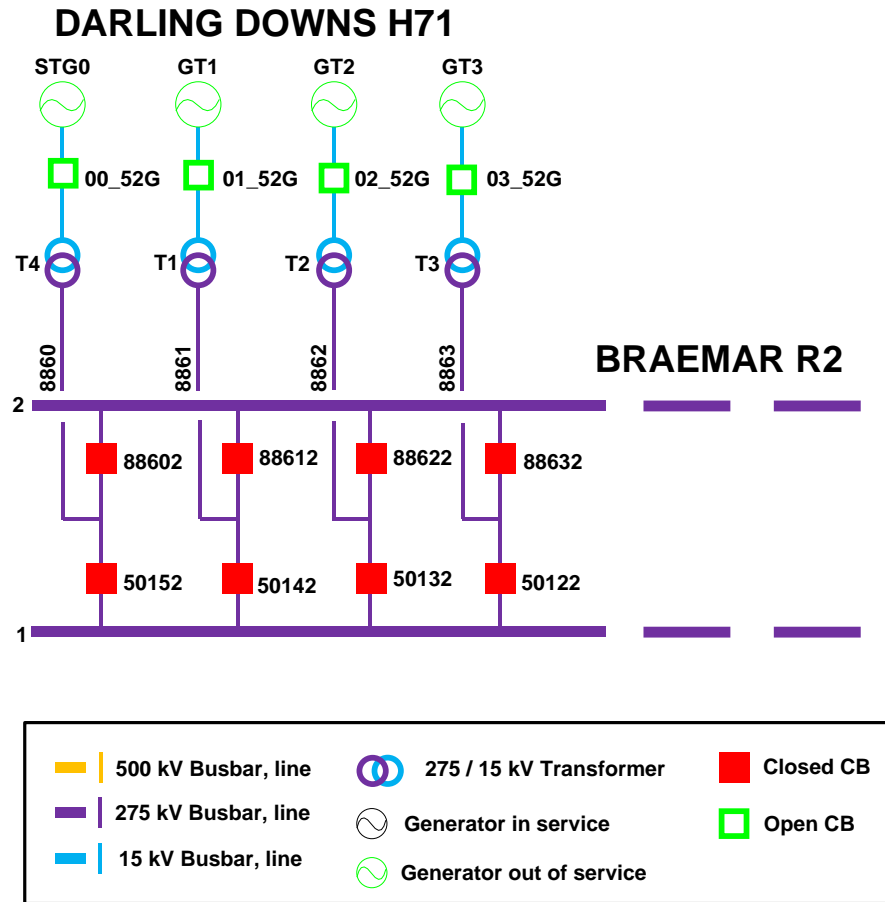 DARLING DOWNS H71
STG0 GT1 GT2 GT3
00_52G 01_52G 02_52G 03_52G
T4 T1 T2 T3
8860 8861 8862 8863
BRAEMAR R2
2
88602 88612 88622 88632
50152 50142 50132 50122
1
500 kV Busbar, line
275 kV Busbar, line
15 kV Busbar, line
275 / 15 kV Transformer
Generator in service
Generator out of service
Closed CB
Open CB